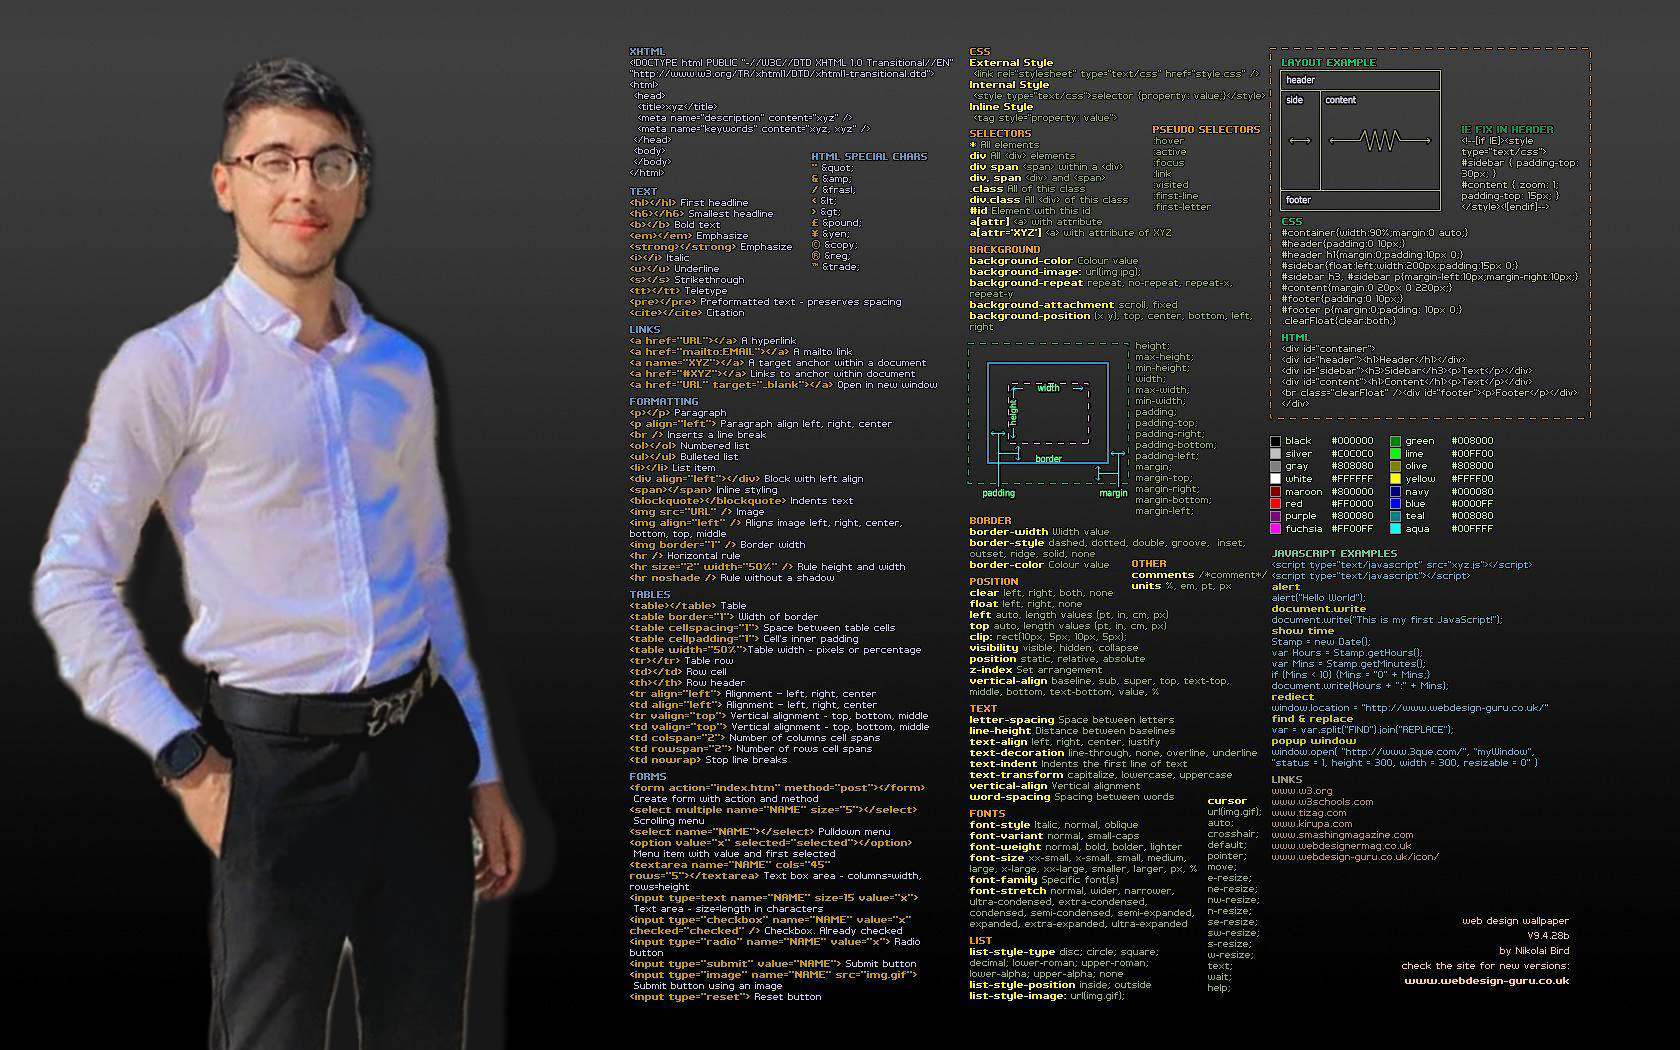 XHTML
<!DOCTYPE html PUBLIC "-//W3C//DTD XHTML 1.0 Transitional//EN"
"http://www.w3.org/TR/xhtml1/DTD/xhtml1-transitional.dtd">
<html>
<head>
<title>xyz</title>
<meta name="description" content="xyz" />
<meta name="keywords" content="xyz, xyz" />
</head>
<body>
</body>
</html>
HTML SPECIAL CHARS
" &quot;
& &amp;
/ &frasl;
< &lt;
> &gt;
£ &pound;
¥ &yen;
© &copy;
® &reg;
™ &trade;
TEXT
<h1></h1> First headline
<h6></h6> Smallest headline
<b></b> Bold text
<em></em> Emphasize
<strong></strong> Emphasize
<i></i> Italic
<u></u> Underline
<s></s> Strikethrough
<tt></tt> Teletype
<pre></pre> Preformatted text - preserves spacing
<cite></cite> Citation
LINKS
<a href="URL"></a> A hyperlink
<a href="mailto:EMAIL"></a> A mailto link
<a name="XYZ"></a> A target anchor within a document
<a href="#XYZ"></a> Links to anchor within document
<a href="URL" target="_blank"></a> Open in new window
FORMATTING
<p></p> Paragraph
<p align="left"> Paragraph align left, right, center
<br /> Inserts a line break
<ol></ol> Numbered list
<ul></ul> Bulleted list
<li></li> List item
<div align="left"></div> Block with left align
<span></span> Inline styling
<blockquote></blockquote> Indents text
<img src="URL" /> Image
<img align="left" /> Aligns image left, right, center,
bottom, top, middle
<img border="1" /> Border width
<hr /> Horizontal rule
<hr size="2" width="50%" /> Rule height and width
<hr noshade /> Rule without a shadow
TABLES
<table></table> Table
<table border="1"> Width of border
<table cellspacing="1"> Space between table cells
<table cellpadding="1"> Cell's inner padding
<table width="50%">Table width - pixels or percentage
<tr></tr> Table row
<td></td> Row cell
<th></th> Row header
<tr align="left"> Alignment - left, right, center
<td align="left"> Alignment - left, right, center
<tr valign="top"> Vertical alignment - top, bottom, middle
<td valign="top"> Vertical alignment - top, bottom, middle
<td colspan="2"> Number of columns cell spans
<td rowspan="2"> Number of rows cell spans
<td nowrap> Stop line breaks
FORMS
<form action="index.htm" method="post"></form>
Create form with action and method
<select multiple name="NAME" size="5"></select>
Scrolling menu
<select name="NAME"></select> Pulldown menu
<option value="x" selected="selected"></option>
Menu item with value and first selected
<textarea name="NAME" cols="45"
rows="5"></textarea> Text box area - columns=width,
rows=height
<input type=text name="NAME" size=15 value="x">
Text area - size=length in characters
<input type="checkbox" name="NAME" value="x"
checked="checked" /> Checkbox. Already checked
<input type="radio" name="NAME" value="x"> Radio
button
<input type="submit" value="NAME"> Submit button
<input type="image" name="NAME" src="img.gif">
Submit button using an image
<input type="reset"> Reset button
CSS
External Style
<link rel="stylesheet" type="text/css" href="style.css" />
Internal Style
<style type="text/css">selector {property: value;}</style>
Inline Style
<tag style="property: value">
SELECTORS
* All elements
div All <div> elements
div span <span> within a <div>
div, span <div> and <span>
.class All of this class
div.class All <div> of this class
#id Element with this id
a[attr] <a> with attribute
a[attr="XYZ"] <a> with attribute of XYZ
PSEUDO SELECTORS
:hover
:active
:focus
:link
:visited
:first-line
:first-letter
BACKGROUND
background-color Colour value
background-image: url(img.jpg);
background-repeat repeat, no-repeat, repeat-x,
repeat-y
background-attachment scroll, fixed
background-position (x y), top, center, bottom, left,
right
width
height
border
padding
margin
height;
max-height;
min-height;
width;
max-width;
min-width;
padding;
padding-top;
padding-right;
padding-bottom;
padding-left;
margin;
margin-top;
margin-right;
margin-bottom;
margin-left;
BORDER
border-width Width value
border-style dashed, dotted, double, groove, inset,
outset, ridge, solid, none
border-color Colour value
OTHER
comments /*comment*/
units %, em, pt, px
POSITION
clear left, right, both, none
float left, right, none
left auto, length values (pt, in, cm, px)
top auto, length values (pt, in, cm, px)
clip: rect(10px, 5px, 10px, 5px);
visibility visible, hidden, collapse
position static, relative, absolute
z-index Set arrangement
vertical-align baseline, sub, super, top, text-top,
middle, bottom, text-bottom, value, %
TEXT
letter-spacing Space between letters
line-height Distance between baselines
text-align left, right, center, justify
text-decoration line-through, none, overline, underline
text-indent Indents the first line of text
text-transform capitalize, lowercase, uppercase
vertical-align Vertical alignment
word-spacing Spacing between words
FONTS
font-style Italic, normal, oblique
font-variant normal, small-caps
font-weight normal, bold, bolder, lighter
font-size xx-small, x-small, small, medium,
large, x-large, xx-large, smaller, larger, px, %
font-family Specific font(s)
font-stretch normal, wider, narrower,
ultra-condensed, extra-condensed,
condensed, semi-condensed, semi-expanded,
expanded, extra-expanded, ultra-expanded
LIST
list-style-type disc; circle; square;
decimal; lower-roman; upper-roman;
lower-alpha; upper-alpha; none
list-style-position inside; outside
list-style-image: url(img.gif);
cursor
url(img.gif);
auto;
crosshair;
default;
pointer;
move;
e-resize;
ne-resize;
nw-resize;
n-resize;
se-resize;
sw-resize;
s-resize;
w-resize;
text;
wait;
help;
LAYOUT EXAMPLE
header
side content
footer
IE FIX IN HEADER
<!--[if IE]><style
type="text/css">
#sidebar { padding-top:
30px; }
#content { zoom: 1;
padding-top: 15px; }
</style><![endif]-->
CSS
#container{width:90%;margin:0 auto;}
#header{padding:0 10px;}
#header h1{margin:0;padding:10px 0;}
#sidebar{float:left;width:200px;padding:15px 0;}
#sidebar h3, #sidebar p{margin-left:10px;margin-right:10px;}
#content{margin:0 20px 0 220px;}
#footer{padding:0 10px;}
#footer p{margin:0;padding: 10px 0;}
.clearFloat{clear:both;}
HTML
<div id="container">
<div id="header"><h1>Header</h1></div>
<div id="sidebar"><h3>Sidebar</h3><p>Text</p></div>
<div id="content"><h1>Content</h1><p>Text</p></div>
<br class="clearFloat" /><div id="footer"><p>Footer</p></div>
</div>
black #000000 green #008000
silver #C0C0C0 lime #00FF00
gray #808080 olive #808000
white #FFFFFF yellow #FFFF00
maroon #800000 navy #000080
red #FF0000 blue #0000FF
purple #800080 teal #008080
fuchsia #FF00FF aqua #00FFFF
JAVASCRIPT EXAMPLES
<script type="text/javascript" src="xyz.js"></script>
<script type="text/javascript"></script>
alert
alert("Hello World");
document.write
document.write("This is my first JavaScript!");
show time
Stamp = new Date();
var Hours = Stamp.getHours();
var Mins = Stamp.getMinutes();
if (Mins < 10) {Mins = "0" + Mins;}
document.write(Hours + ":" + Mins);
rediect
window.location = "http://www.webdesign-guru.co.uk/"
find & replace
var = var.split("FIND").join("REPLACE");
popup window
window.open( "http://www.3que.com/", "myWindow",
"status = 1, height = 300, width = 300, resizable = 0" )
LINKS
www.w3.org
www.w3schools.com
www.tizag.com
www.kirupa.com
www.smashingmagazine.com
www.webdesignermag.co.uk
www.webdesign-guru.co.uk/icon/
web design wallpaper
V9.4.28b
by Nikolai Bird
check the site for new versions:
www.webdesign-guru.co.uk